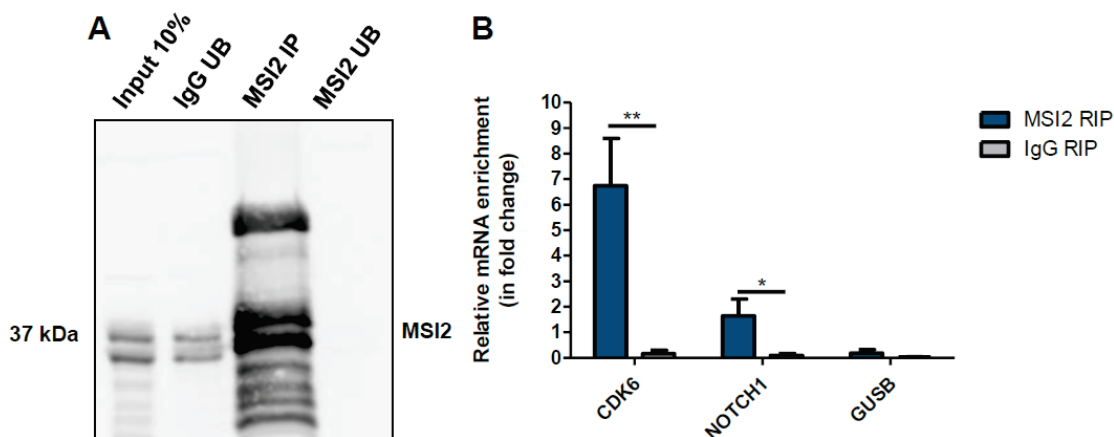 A
Input 10%
IgG UB
MSI2 IP
MSI2 UB
37 kDa
MSI2
B
Relative mRNA enrichment
(in fold change)
10
9
8
7
6
5
4
3
2
1
0
**
*
CDK6
NOTCH1
GUSB
MSI2 RIP
IgG RIP